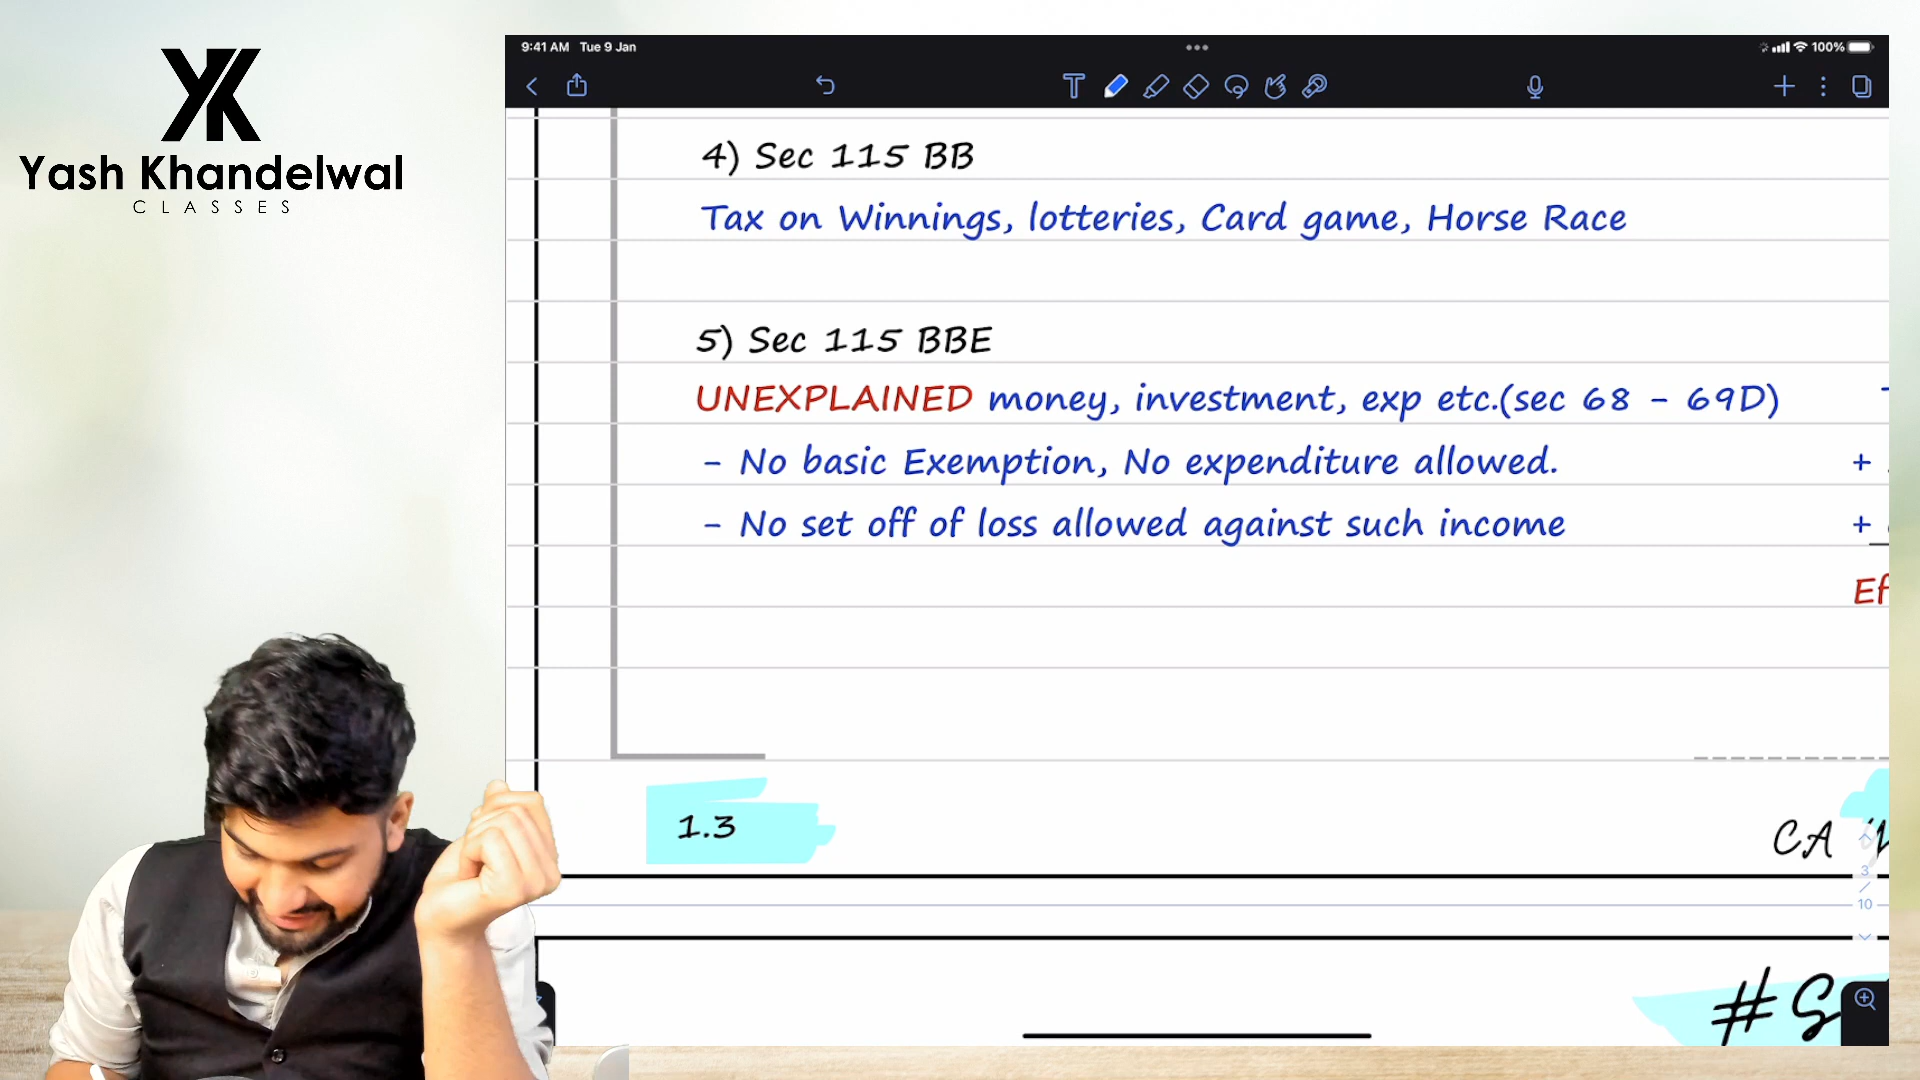 Yash Khandelwal
CLASSES
9:41 AM Tue 9 Jan
100%
4) Sec 115 BB
Tax on Winnings, lotteries, Card game, Horse Race
5) Sec 115 BBE
UNEXPLAINED money, investment, exp etc.(sec 68 - 69D)
- No basic Exemption, No expenditure allowed. +
- No set off of loss allowed against such income +
Ef
1.3
CA
3
/
10
#S